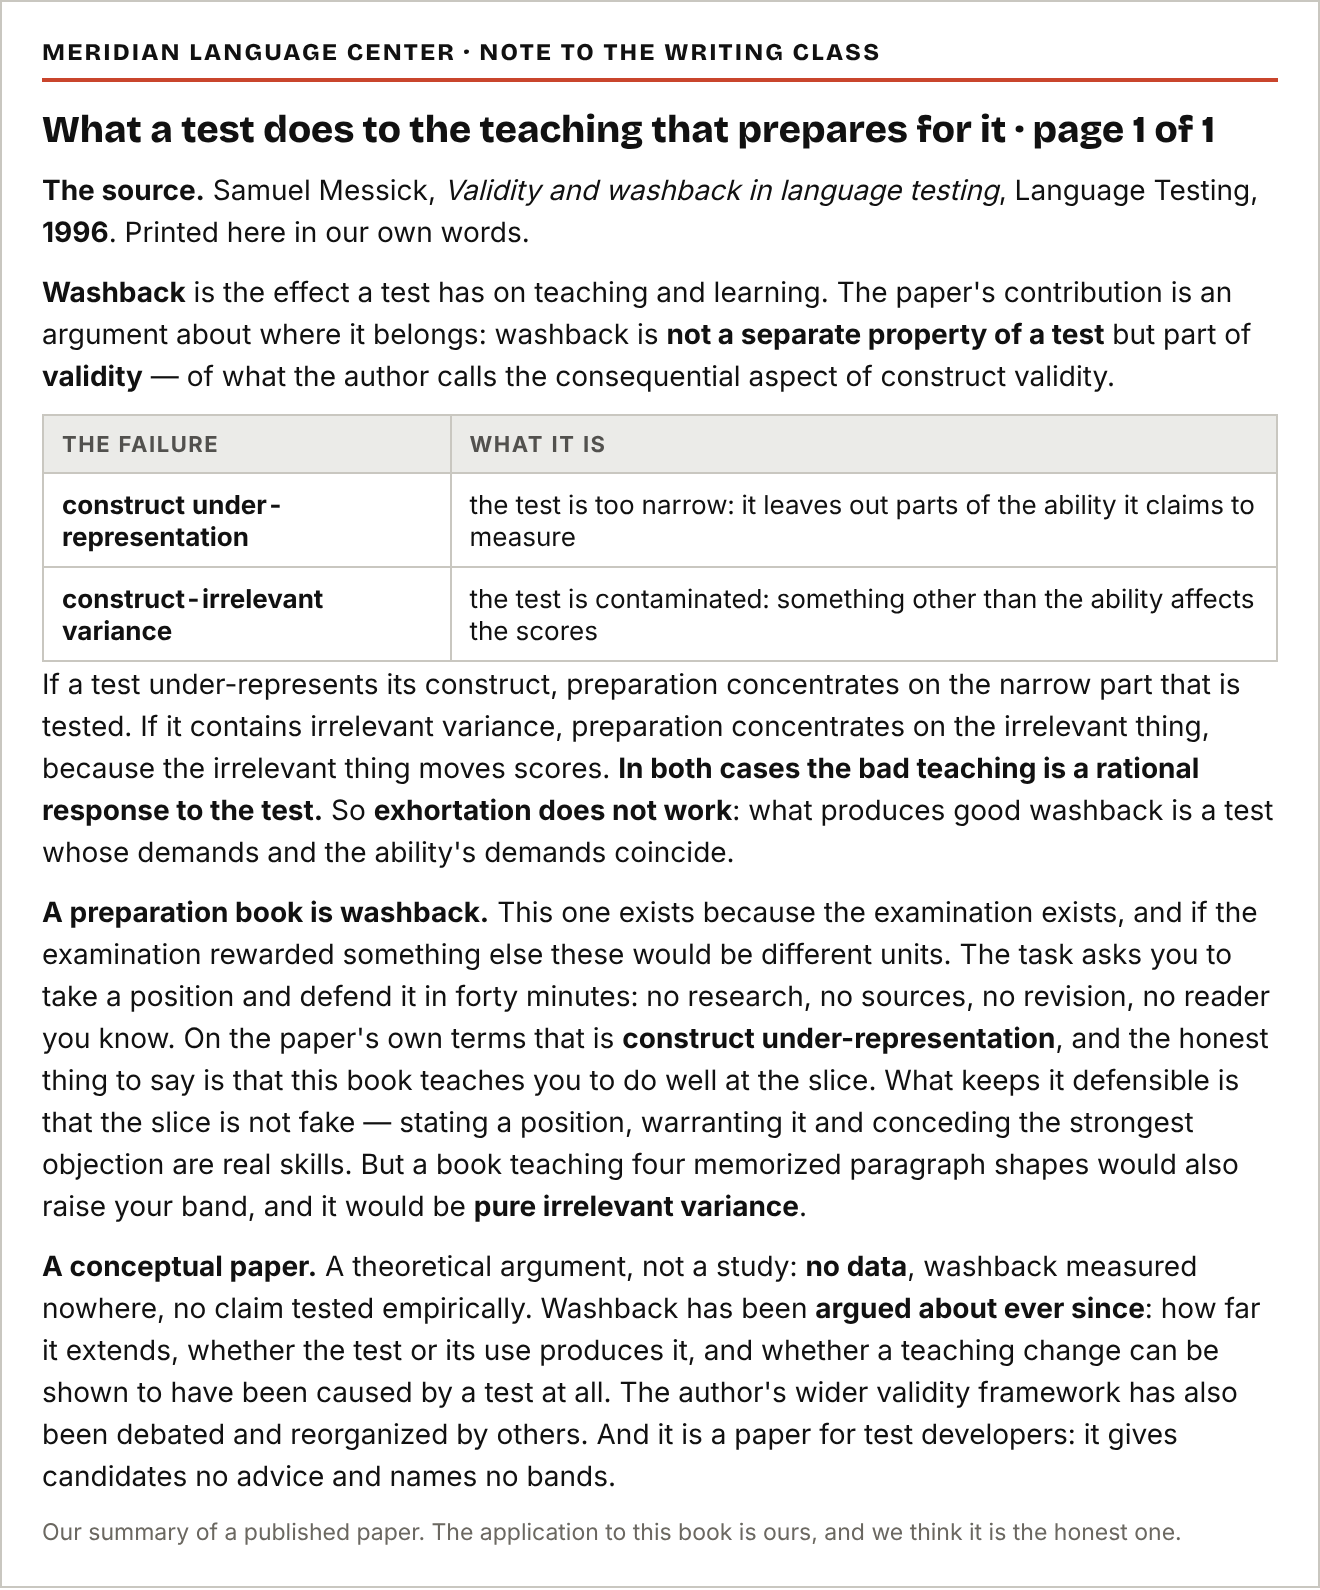 MERIDIAN LANGUAGE CENTER · NOTE TO THE WRITING CLASS
What a test does to the teaching that prepares for it · page 1 of 1
The source. Samuel Messick, Validity and washback in language testing, Language Testing,
1996. Printed here in our own words.
Washback is the effect a test has on teaching and learning. The paper's contribution is an
argument about where it belongs: washback is not a separate property of a test but part of
validity — of what the author calls the consequential aspect of construct validity.
THE FAILURE
WHAT IT IS
construct under-
representation
the test is too narrow: it leaves out parts of the ability it claims to
measure
construct-irrelevant
variance
the test is contaminated: something other than the ability affects
the scores
If a test under-represents its construct, preparation concentrates on the narrow part that is
tested. If it contains irrelevant variance, preparation concentrates on the irrelevant thing,
because the irrelevant thing moves scores. In both cases the bad teaching is a rational
response to the test. So exhortation does not work: what produces good washback is a test
whose demands and the ability's demands coincide.
A preparation book is washback. This one exists because the examination exists, and if the
examination rewarded something else these would be different units. The task asks you to
take a position and defend it in forty minutes: no research, no sources, no revision, no reader
you know. On the paper's own terms that is construct under-representation, and the honest
thing to say is that this book teaches you to do well at the slice. What keeps it defensible is
that the slice is not fake — stating a position, warranting it and conceding the strongest
objection are real skills. But a book teaching four memorized paragraph shapes would also
raise your band, and it would be pure irrelevant variance.
A conceptual paper. A theoretical argument, not a study: no data, washback measured
nowhere, no claim tested empirically. Washback has been argued about ever since: how far
it extends, whether the test or its use produces it, and whether a teaching change can be
shown to have been caused by a test at all. The author's wider validity framework has also
been debated and reorganized by others. And it is a paper for test developers: it gives
candidates no advice and names no bands.
Our summary of a published paper. The application to this book is ours, and we think it is the honest one.